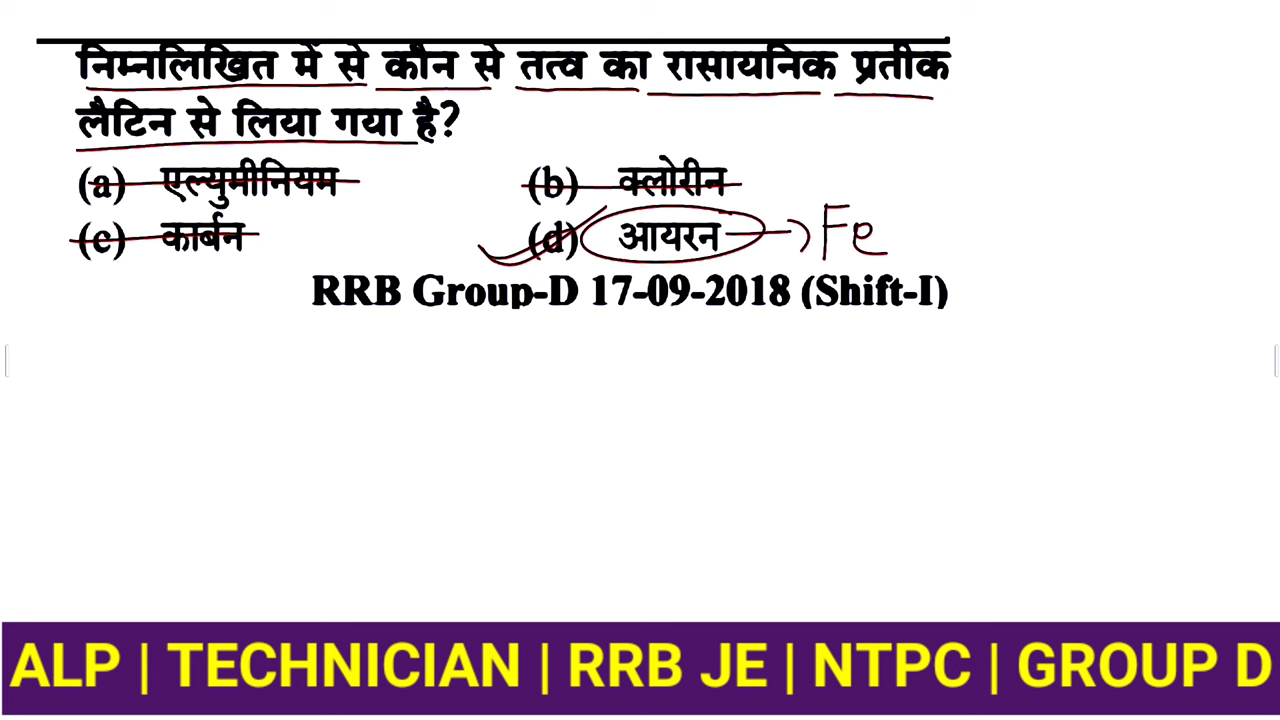 निम्नलिखित में से कौन से तत्व का रासायनिक प्रतीक
लैटिन से लिया गया है?
(a) एल्युमीनियम (b) क्लोरीन
(c) कार्बन (d) आयरन → Fe
RRB Group-D 17-09-2018 (Shift-I)
ALP | TECHNICIAN | RRB JE | NTPC | GROUP D